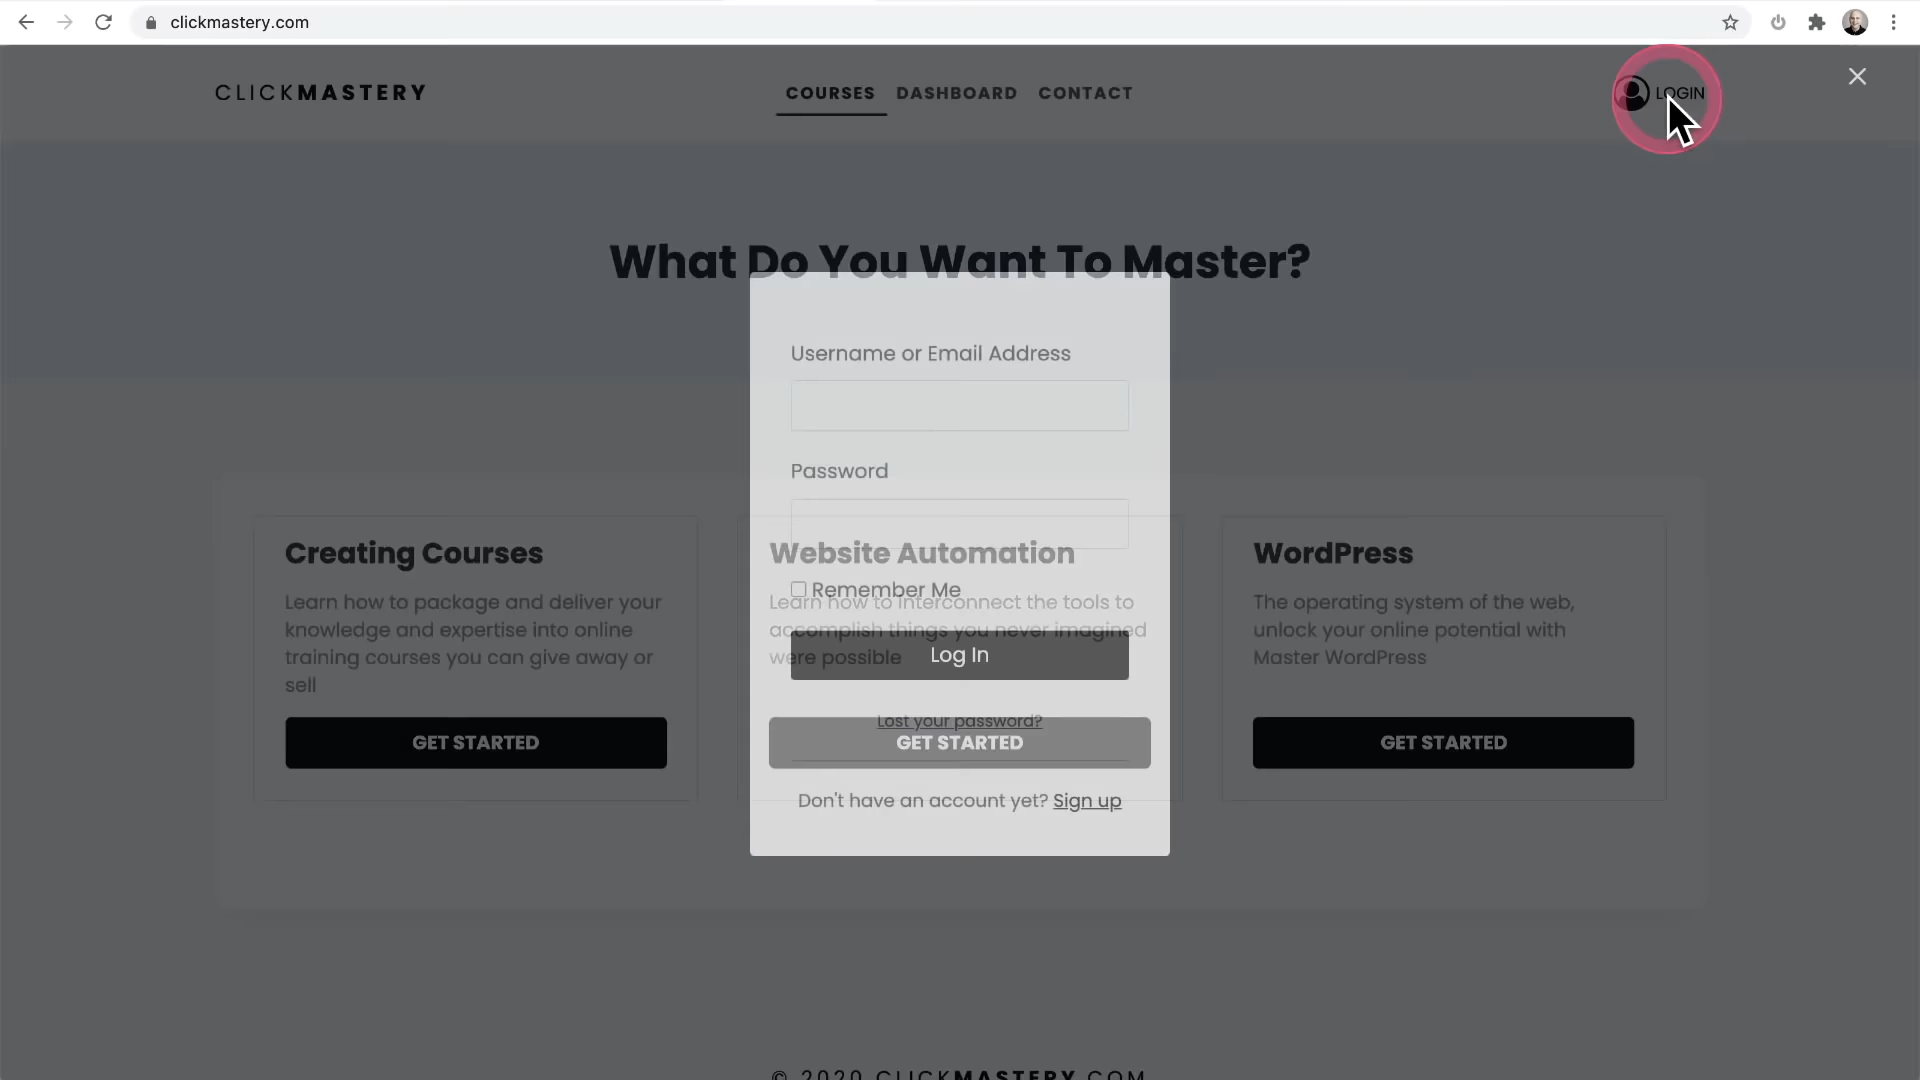 clickmastery.com
CLICKMASTERY
COURSES DASHBOARD CONTACT
LOGIN
What Do You Want To Master?
Username or Email Address
Password
Remember Me
Log In
Lost your password?
Don't have an account yet? Sign up
Creating Courses
Learn how to package and deliver your
knowledge and expertise into online
training courses you can give away or
sell
GET STARTED
Website Automation
Learn how to interconnect the tools to
accomplish things you never imagined
were possible
GET STARTED
WordPress
The operating system of the web,
unlock your online potential with
Master WordPress
GET STARTED
© 2020 CLICKMASTERY.COM